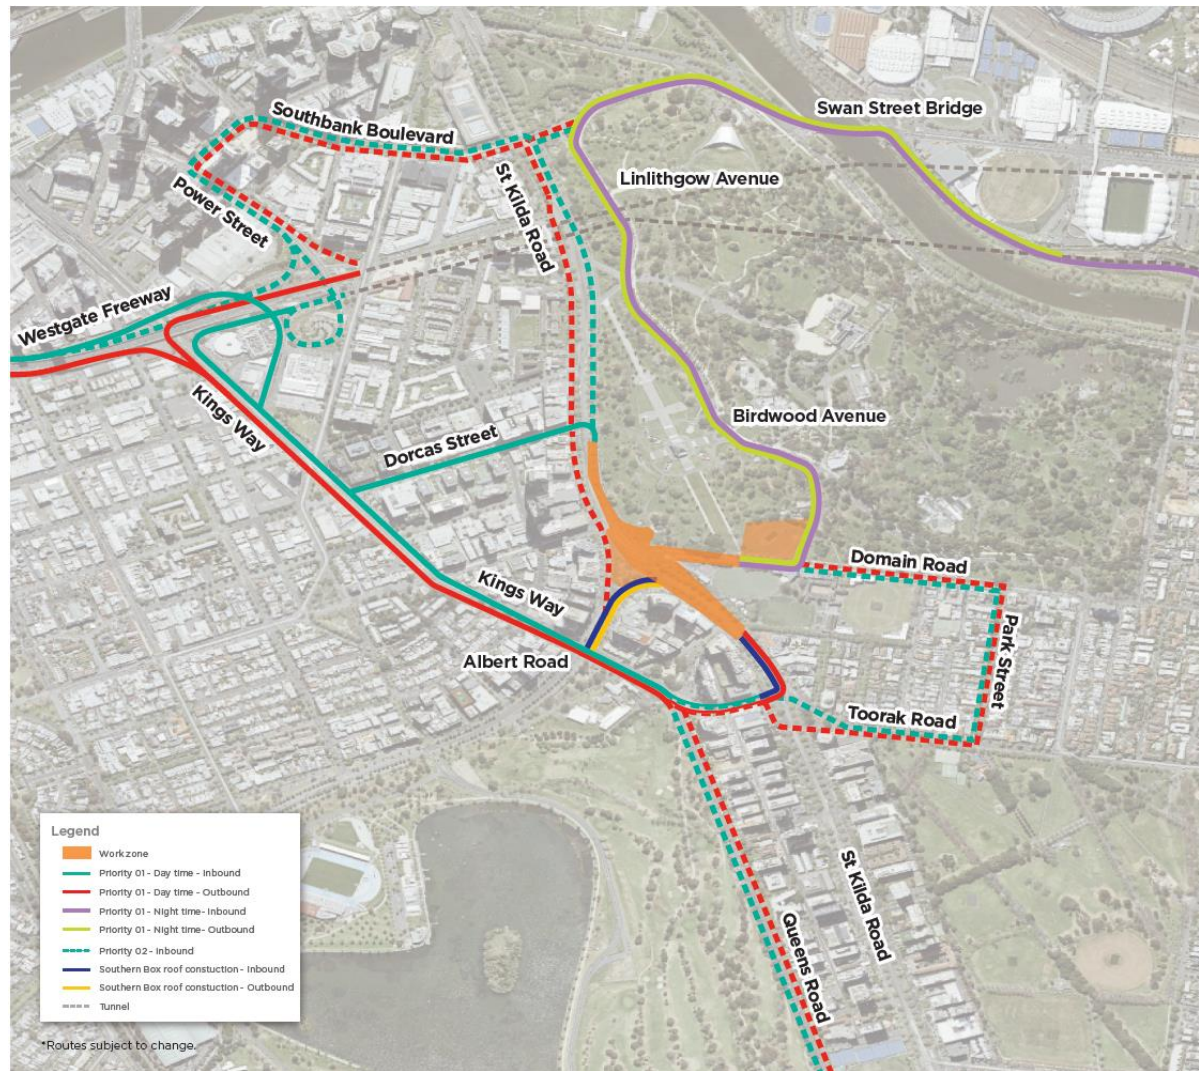 Swan Street Bridge
Southbank Boulevard
Linlithgow Avenue
St Kilda Road
Power Street
Westgate Freeway
Kings Way
Birdwood Avenue
Dorcas Street
Domain Road
Kings Way
Park Street
Albert Road
Toorak Road
St Kilda Road
Queens Road
Legend
Workzone
Priority 01 - Day time - Inbound
Priority 01 - Day time - Outbound
Priority 01 - Night time- Inbound
Priority 01 - Night time- Outbound
Priority 02 - Inbound
Southern Box roof constuction - Inbound
Southern Box roof constuction - Outbound
Tunnel
*Routes subject to change.